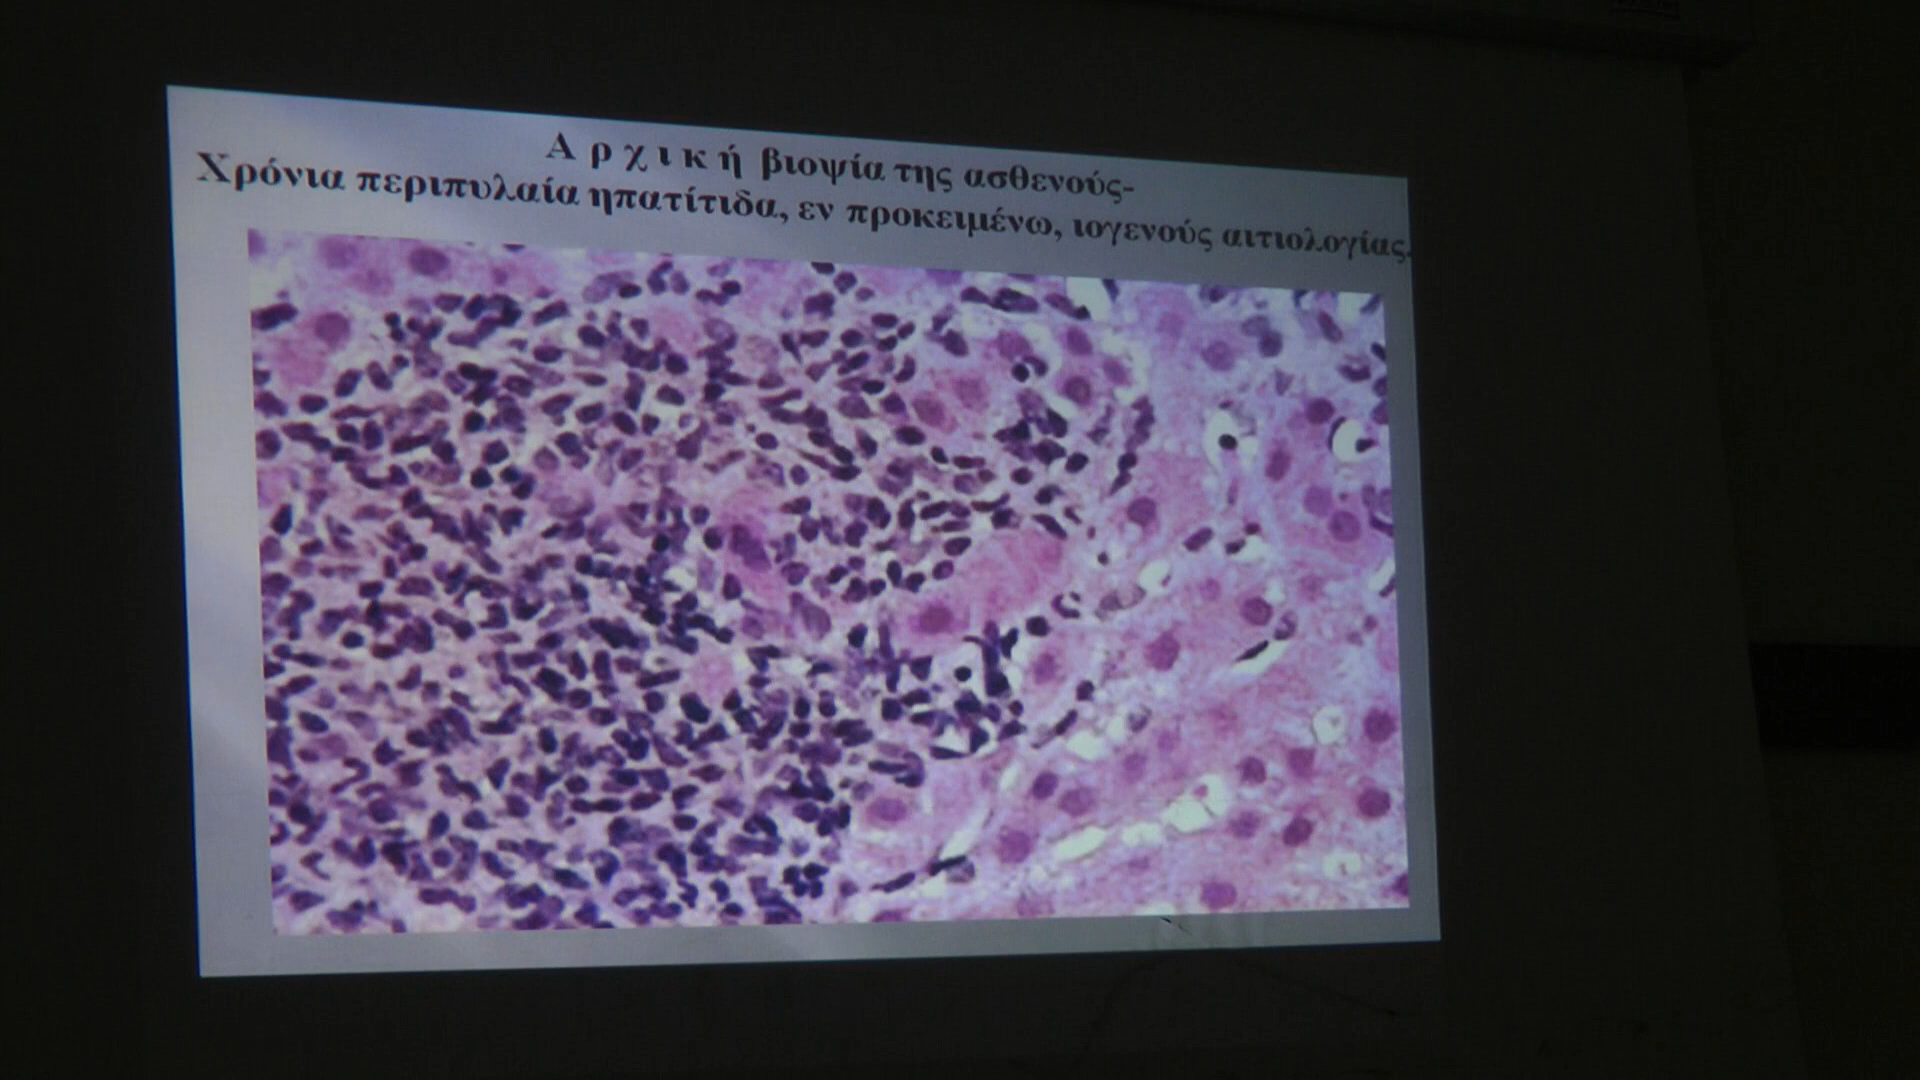 Α ρ χ ι κ ή βιοψία της ασθενούς-
Χρόνια περιπυλαία ηπατίτιδα, εν προκειμένω, ιογενούς αιτιολογίας.